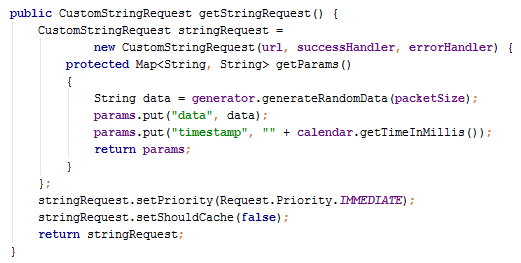 public CustomStringRequest getStringRequest() {
CustomStringRequest stringRequest =
new CustomStringRequest(url, successHandler, errorHandler) {
protected Map<String, String> getParams()
{
String data = generator.generateRandomData(packetSize);
params.put("data", data);
params.put("timestamp", "" + calendar.getTimeInMillis());
return params;
}
};
stringRequest.setPriority(Request.Priority.IMMEDIATE);
stringRequest.setShouldCache(false);
return stringRequest;
}